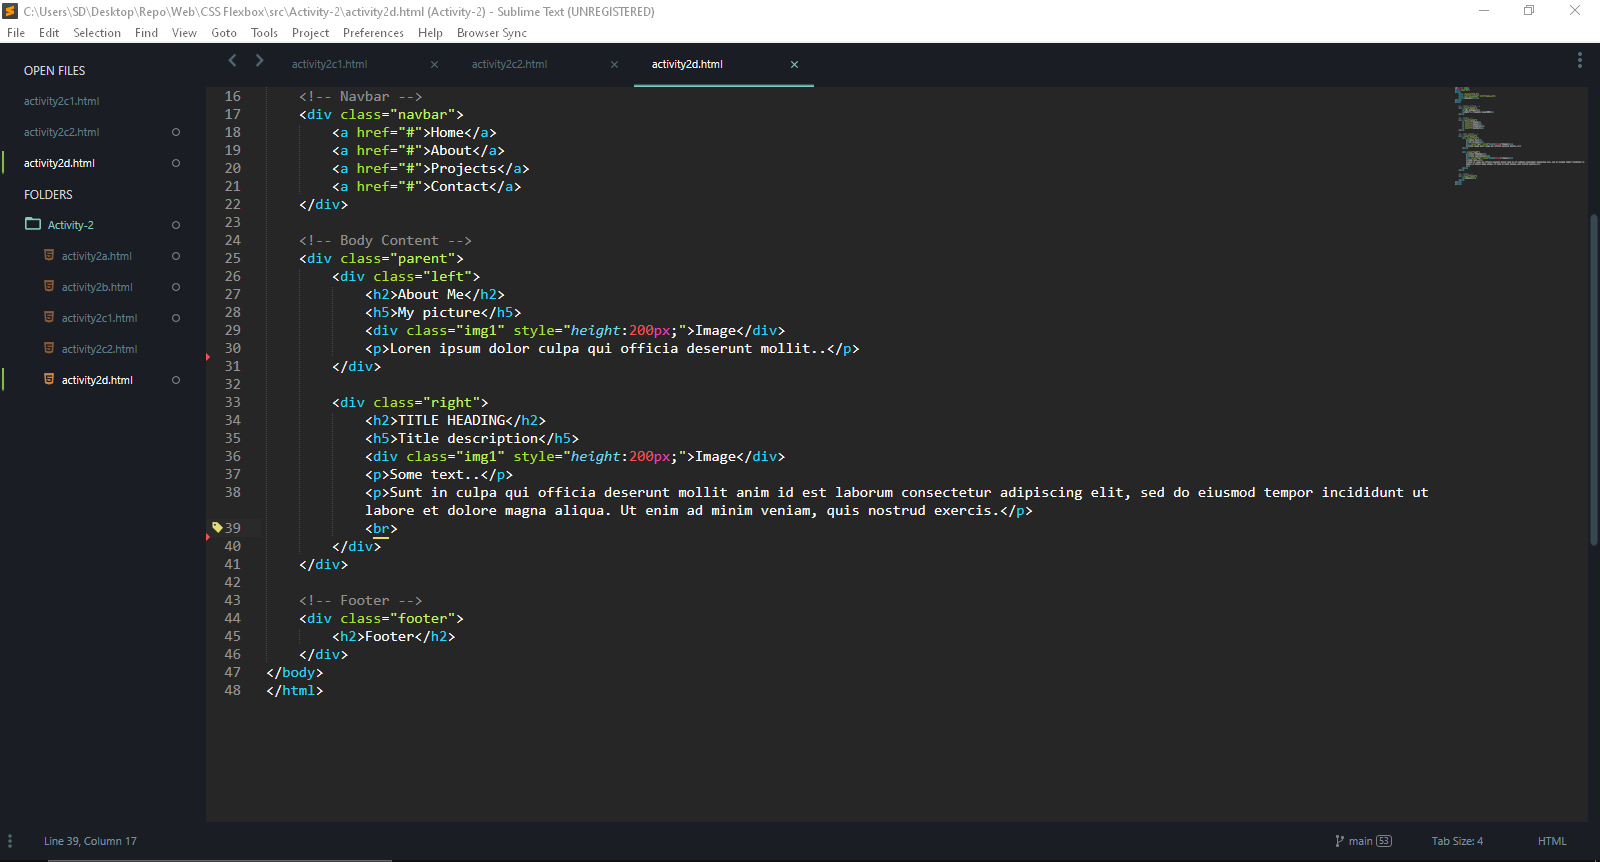 C:\Users\SD\Desktop\Repo\Web\CSS Flexbox\src\Activity-2\activity2d.html (Activity-2) - Sublime Text (UNREGISTERED)
File Edit Selection Find View Goto Tools Project Preferences Help Browser Sync
OPEN FILES
activity2c1.html
activity2c2.html
activity2d.html
FOLDERS
Activity-2
activity2a.html
activity2b.html
activity2c1.html
activity2c2.html
activity2d.html
activity2c1.html activity2c2.html activity2d.html
16 <!-- Navbar -->
17 <div class="navbar">
18 <a href="#">Home</a>
19 <a href="#">About</a>
20 <a href="#">Projects</a>
21 <a href="#">Contact</a>
22 </div>
23
24 <!-- Body Content -->
25 <div class="parent">
26 <div class="left">
27 <h2>About Me</h2>
28 <h5>My picture</h5>
29 <div class="img1" style="height:200px;">Image</div>
30 <p>Loren ipsum dolor culpa qui officia deserunt mollit..</p>
31 </div>
32
33 <div class="right">
34 <h2>TITLE HEADING</h2>
35 <h5>Title description</h5>
36 <div class="img1" style="height:200px;">Image</div>
37 <p>Some text..</p>
38 <p>Sunt in culpa qui officia deserunt mollit anim id est laborum consectetur adipiscing elit, sed do eiusmod tempor incididunt ut
labore et dolore magna aliqua. Ut enim ad minim veniam, quis nostrud exercis.</p>
39 <br>
40 </div>
41 </div>
42
43 <!-- Footer -->
44 <div class="footer">
45 <h2>Footer</h2>
46 </div>
47 </body>
48 </html>
Line 39, Column 17
main 53 Tab Size: 4 HTML